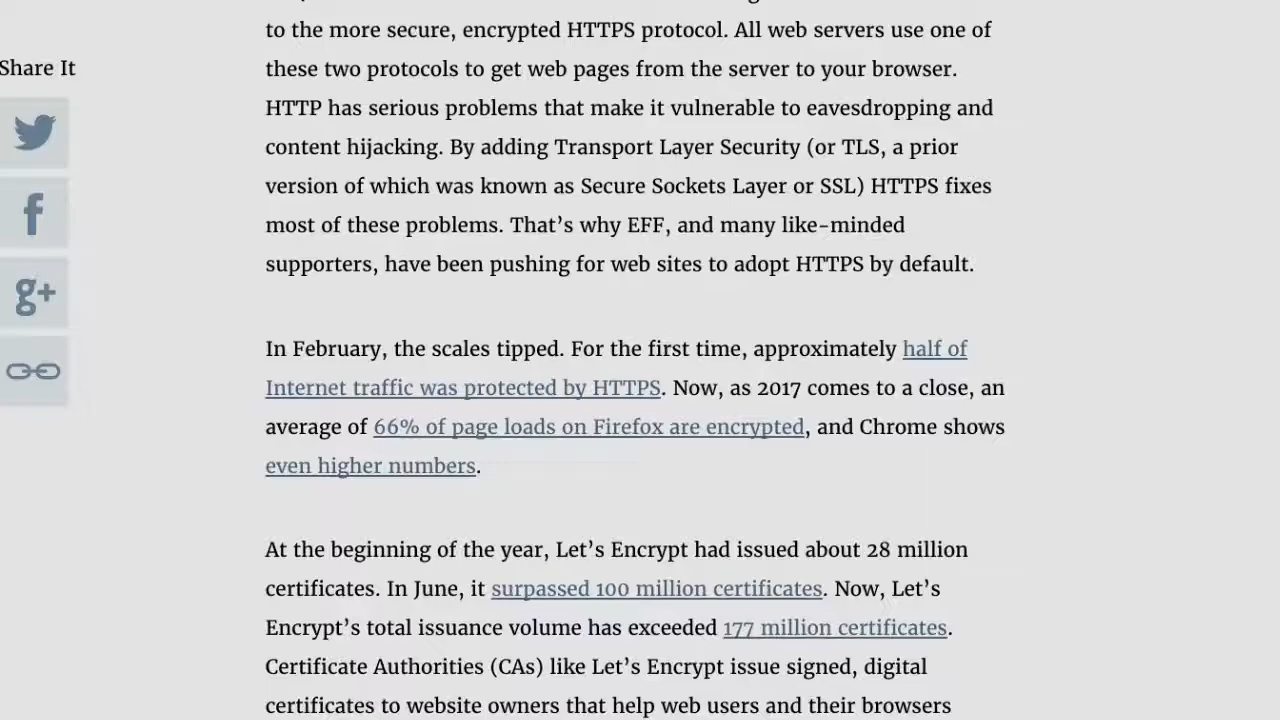 to the more secure, encrypted HTTPS protocol. All web servers use one of
Share It
these two protocols to get web pages from the server to your browser.
HTTP has serious problems that make it vulnerable to eavesdropping and
content hijacking. By adding Transport Layer Security (or TLS, a prior
version of which was known as Secure Sockets Layer or SSL) HTTPS fixes
most of these problems. That’s why EFF, and many like-minded
supporters, have been pushing for web sites to adopt HTTPS by default.
In February, the scales tipped. For the first time, approximately half of
Internet traffic was protected by HTTPS. Now, as 2017 comes to a close, an
average of 66% of page loads on Firefox are encrypted, and Chrome shows
even higher numbers.
At the beginning of the year, Let’s Encrypt had issued about 28 million
certificates. In June, it surpassed 100 million certificates. Now, Let’s
Encrypt’s total issuance volume has exceeded 177 million certificates.
Certificate Authorities (CAs) like Let’s Encrypt issue signed, digital
certificates to website owners that help web users and their browsers